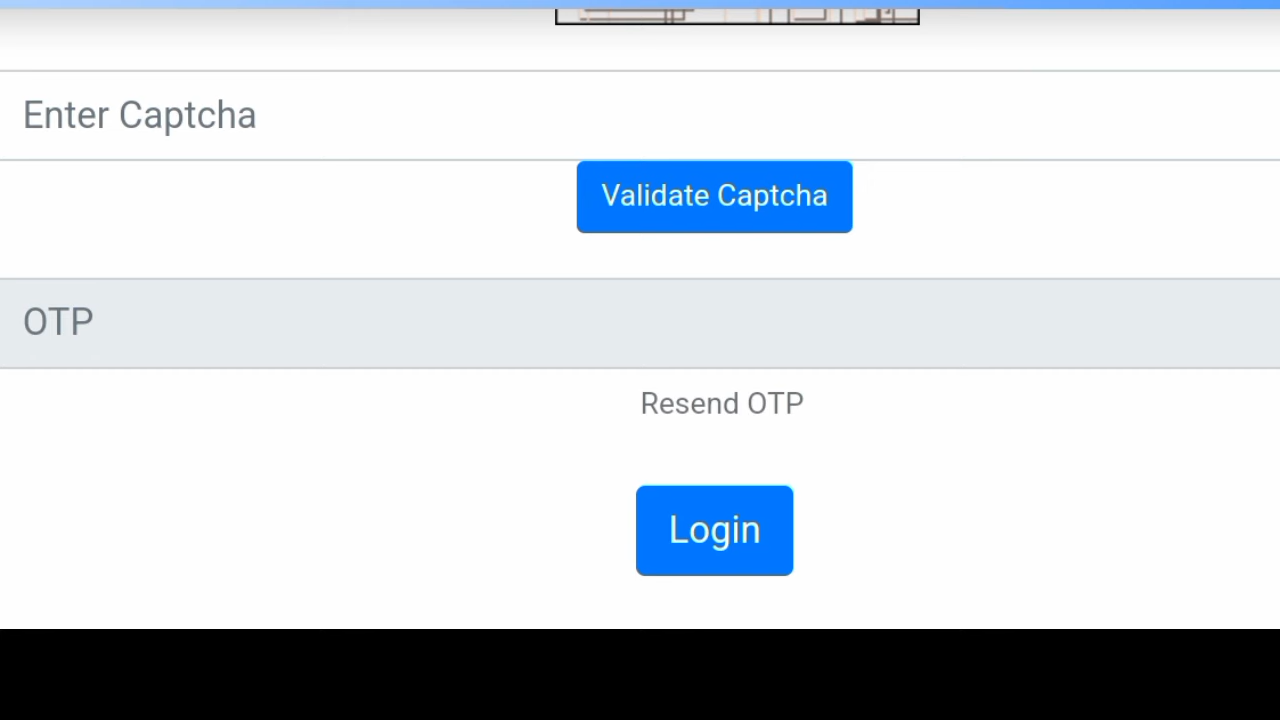 Enter Captcha
Validate Captcha
OTP
Resend OTP
Login